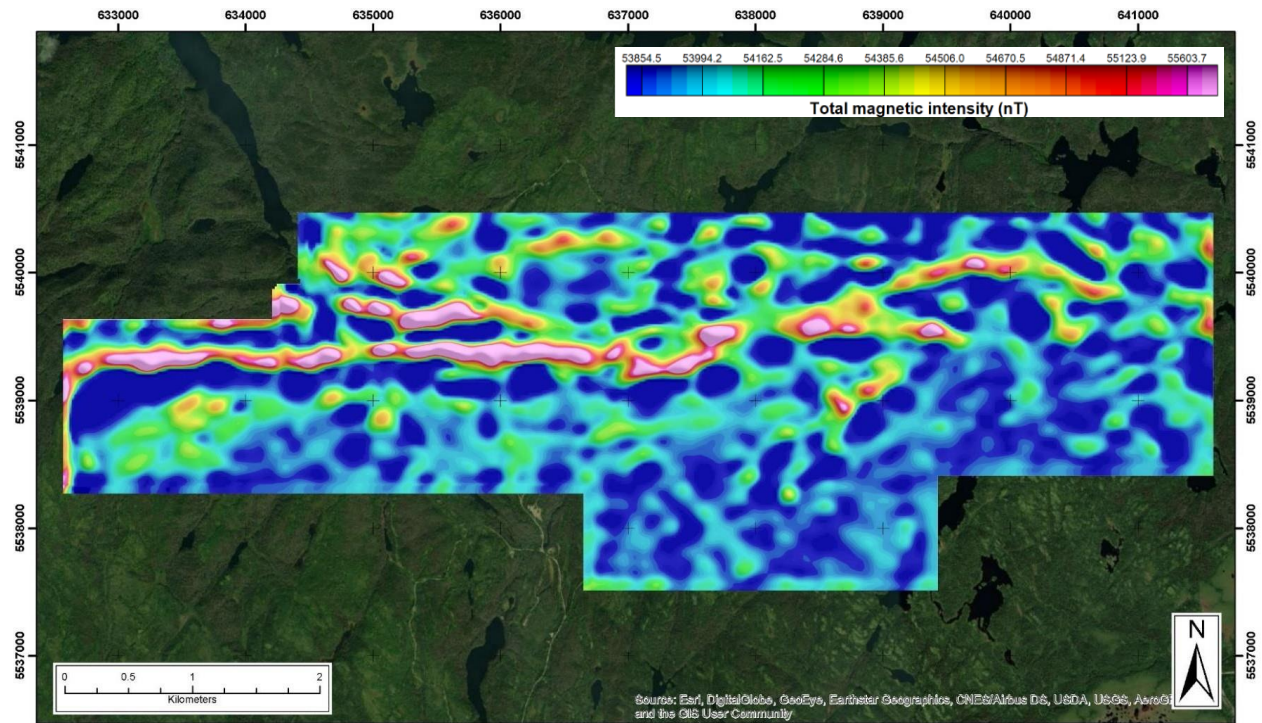 633000 634000 635000 636000 637000 638000 639000 640000 641000
53854.5 53994.2 54162.5 54284.6 54385.6 54506.0 54670.5 54871.4 55123.9 55603.7
Total magnetic intensity (nT)
5541000 5541000
5540000 5540000
5539000 5539000
5538000 5538000
5537000 5537000
N
0 0.5 1 2
Kilometers
Source: Esri, DigitalGlobe, GeoEye, Earthstar Geographics, CNES/Airbus DS, USDA, USGS,
and the GIS User Community